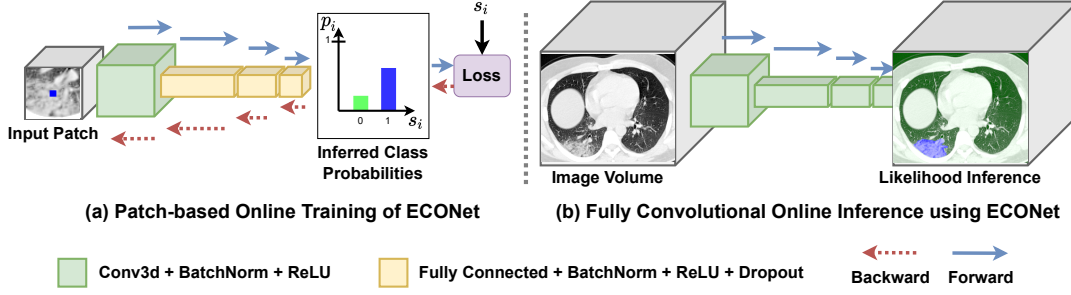 Input Patch
p_i
1
0
1
s_i
Inferred Class
Probabilities
s_i
Loss
(a) Patch-based Online Training of ECONet
Image Volume
Likelihood Inference
(b) Fully Convolutional Online Inference using ECONet
Conv3d + BatchNorm + ReLU
Fully Connected + BatchNorm + ReLU + Dropout
Backward
Forward